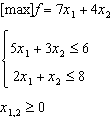 [max]f = 7x₁ + 4x₂
5x₁ + 3x₂ ≤ 6
2x₁ + x₂ ≤ 8
x₁,₂ ≥ 0